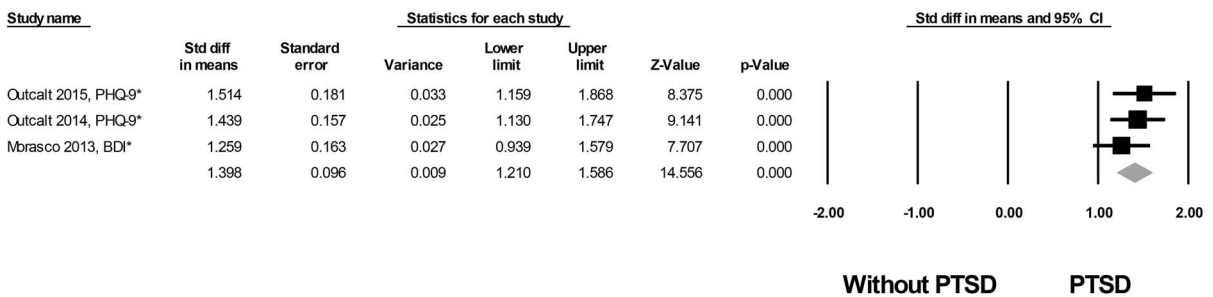 Study name Statistics for each study Std diff in means and 95% CI
Std diff Standard Lower Upper
in means error Variance limit limit Z-Value p-Value
Outcalt 2015, PHQ-9* 1.514 0.181 0.033 1.159 1.868 8.375 0.000
Outcalt 2014, PHQ-9* 1.439 0.157 0.025 1.130 1.747 9.141 0.000
Morasco 2013, BDI* 1.259 0.163 0.027 0.939 1.579 7.707 0.000
1.398 0.096 0.009 1.210 1.586 14.556 0.000
-2.00 -1.00 0.00 1.00 2.00
Without PTSD PTSD